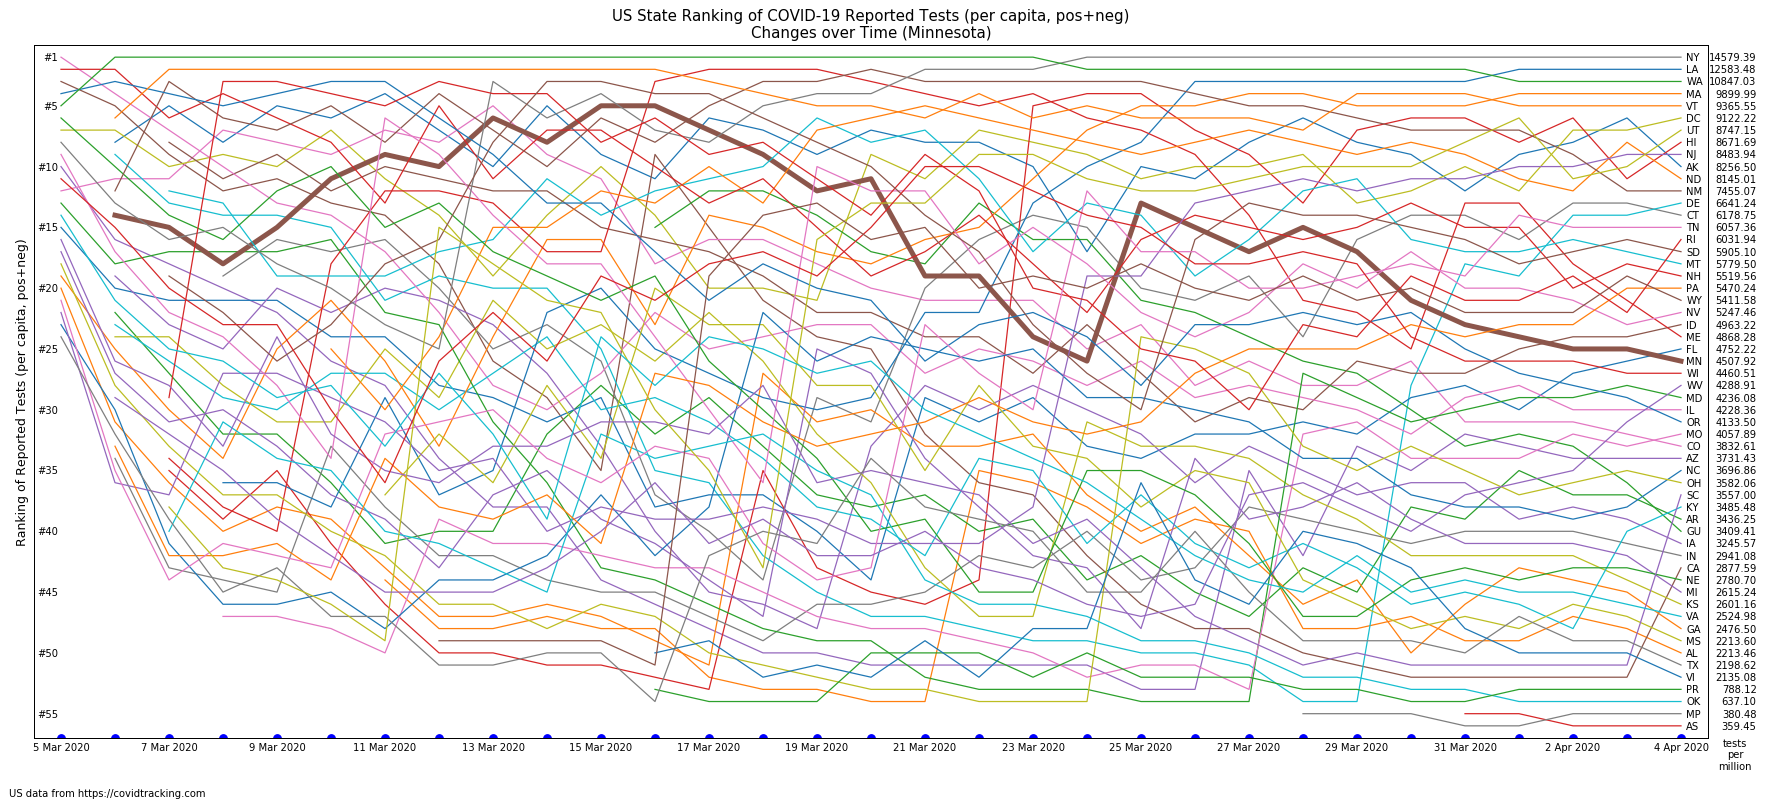 US State Ranking of COVID-19 Reported Tests (per capita, pos+neg)
Changes over Time (Minnesota)
Ranking of Reported Tests (per capita, pos+neg)
#1
#5
#10
#15
#20
#25
#30
#35
#40
#45
#50
#55
NY 14579.39
LA 12583.48
WA 10847.03
MA 9899.99
VT 9365.55
DC 9122.22
UT 8747.15
HI 8671.69
NJ 8483.94
AK 8256.50
ND 8145.01
NM 7455.07
DE 6641.24
CT 6178.75
TN 6057.36
RI 6031.94
SD 5905.10
MT 5779.50
NH 5519.56
PA 5470.24
WY 5411.58
NV 5247.46
ID 4963.22
ME 4868.28
FL 4752.22
MN 4507.92
WI 4460.51
WV 4288.91
MD 4236.08
IL 4228.36
OR 4133.50
MO 4057.89
CO 3832.61
AZ 3731.43
NC 3696.86
OH 3582.06
SC 3557.00
KY 3485.48
AR 3436.25
GU 3409.41
IA 3245.57
IN 2941.08
CA 2877.59
NE 2780.70
MI 2615.24
KS 2601.16
VA 2524.98
GA 2476.50
MS 2213.60
AL 2213.46
TX 2198.62
VI 2135.08
PR 788.12
OK 637.10
MP 380.48
AS 359.45
5 Mar 2020 7 Mar 2020 9 Mar 2020 11 Mar 2020 13 Mar 2020 15 Mar 2020 17 Mar 2020 19 Mar 2020 21 Mar 2020 23 Mar 2020 25 Mar 2020 27 Mar 2020 29 Mar 2020 31 Mar 2020 2 Apr 2020 4 Apr 2020
tests
per
million
US data from https://covidtracking.com